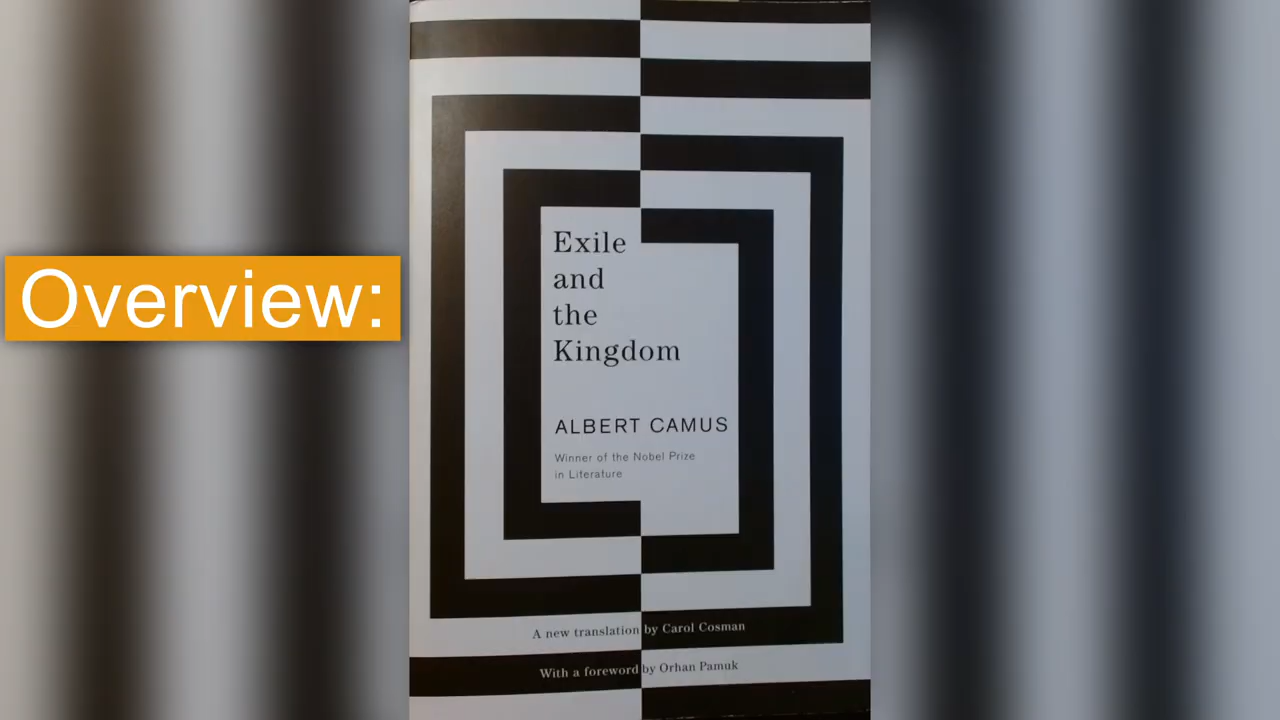 Overview:
Exile
and
the
Kingdom
ALBERT CAMUS
Winner of the Nobel Prize
in Literature
A new translation by Carol Cosman
With a foreword by Orhan Pamuk